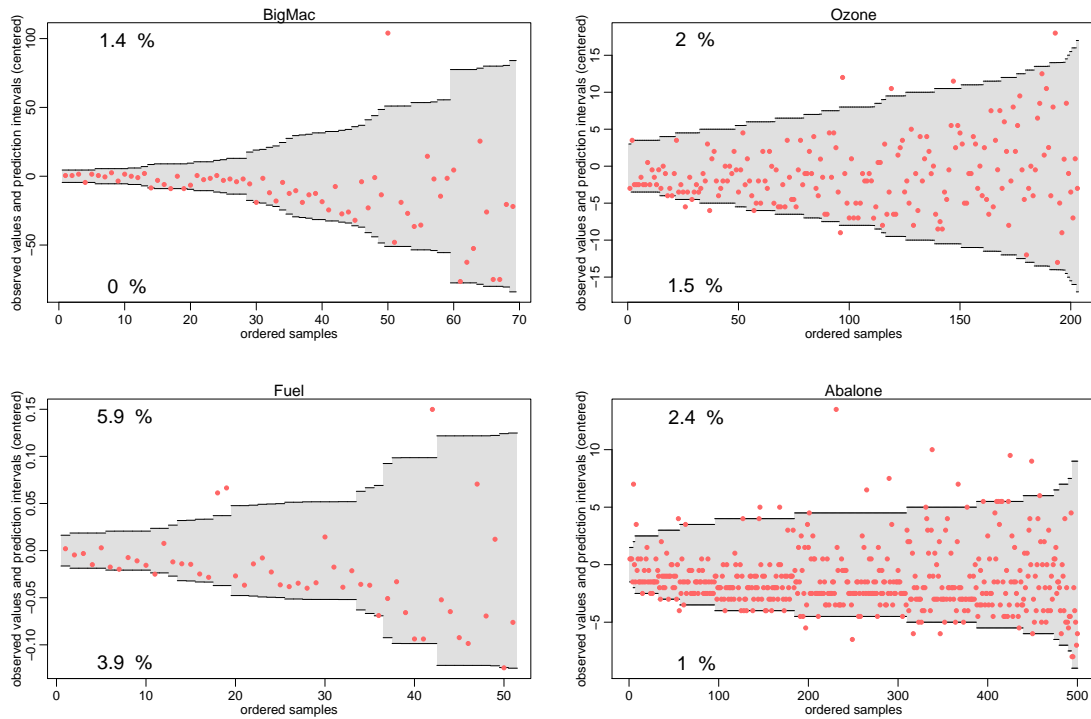 BigMac
1.4 %
0 %
observed values and prediction intervals (centered)
100
50
0
−50
0 10 20 30 40 50 60 70
ordered samples
Ozone
2 %
1.5 %
observed values and prediction intervals (centered)
15
10
5
0
−5
−10
−15
0 50 100 150 200
ordered samples
Fuel
5.9 %
3.9 %
observed values and prediction intervals (centered)
0.15
0.10
0.05
0.00
−0.05
−0.10
0 10 20 30 40 50
ordered samples
Abalone
2.4 %
1 %
observed values and prediction intervals (centered)
10
5
0
−5
0 100 200 300 400 500
ordered samples